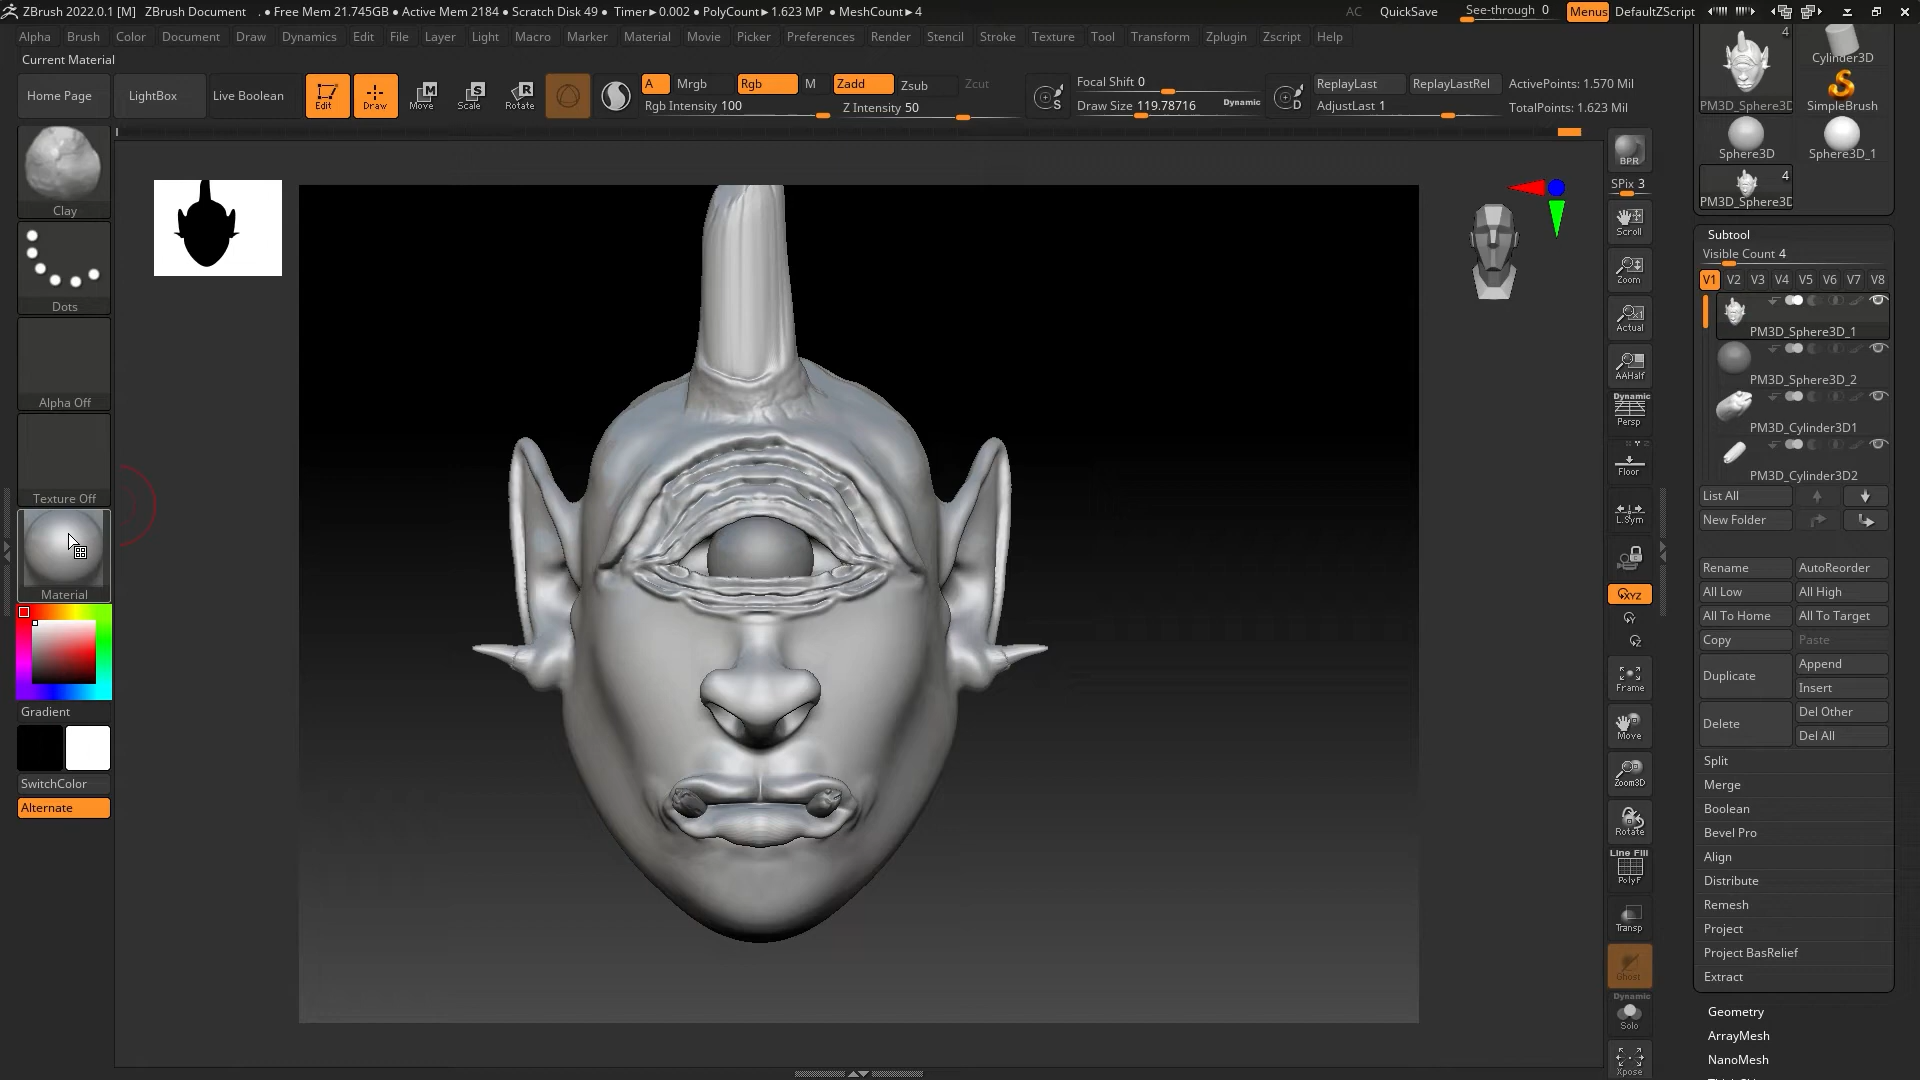 ZBrush 2022.0.1 [M] ZBrush Document . ● Free Mem 21.745GB ● Active Mem 2184 ● Scratch Disk 49 ● Timer►0.002 ● PolyCount►1.623 MP ● MeshCount►4 AC QuickSave See-through 0 Menus DefaultZScript
Alpha Brush Color Document Draw Dynamics Edit File Layer Light Macro Marker Material Movie Picker Preferences Render Stencil Stroke Texture Tool Transform Zplugin Zscript Help
Current Material
Home Page LightBox Live Boolean Edit Draw Move Scale Rotate
A Mrgb Rgb M Zadd Zsub Zcut
Rgb Intensity 100 Z Intensity 50
S Focal Shift 0
Draw Size 119.78716 Dynamic
D ReplayLast ReplayLastRel ActivePoints: 1.570 Mil
AdjustLast 1 TotalPoints: 1.623 Mil
Clay
Dots
Alpha Off
Texture Off
Material
Gradient
SwitchColor
Alternate
BPR
SPix 3
Scroll
Zoom
Actual
AAHalf
Dynamic
Persp
Floor
L.Sym
XYZ
Y
Z
Frame
Move
Zoom3D
Rotate
Line Fill
PolyF
Transp
Ghost
Dynamic
Solo
Xpose
4 Cylinder3D
PM3D_Sphere3D SimpleBrush
Sphere3D Sphere3D_1
4
PM3D_Sphere3D
Subtool
Visible Count 4
V1 V2 V3 V4 V5 V6 V7 V8
PM3D_Sphere3D_1
PM3D_Sphere3D_2
PM3D_Cylinder3D1
PM3D_Cylinder3D2
List All
New Folder
Rename AutoReorder
All Low All High
All To Home All To Target
Copy Paste
Duplicate Append
Insert
Delete Del Other
Del All
Split
Merge
Boolean
Bevel Pro
Align
Distribute
Remesh
Project
Project BasRelief
Extract
Geometry
ArrayMesh
NanoMesh